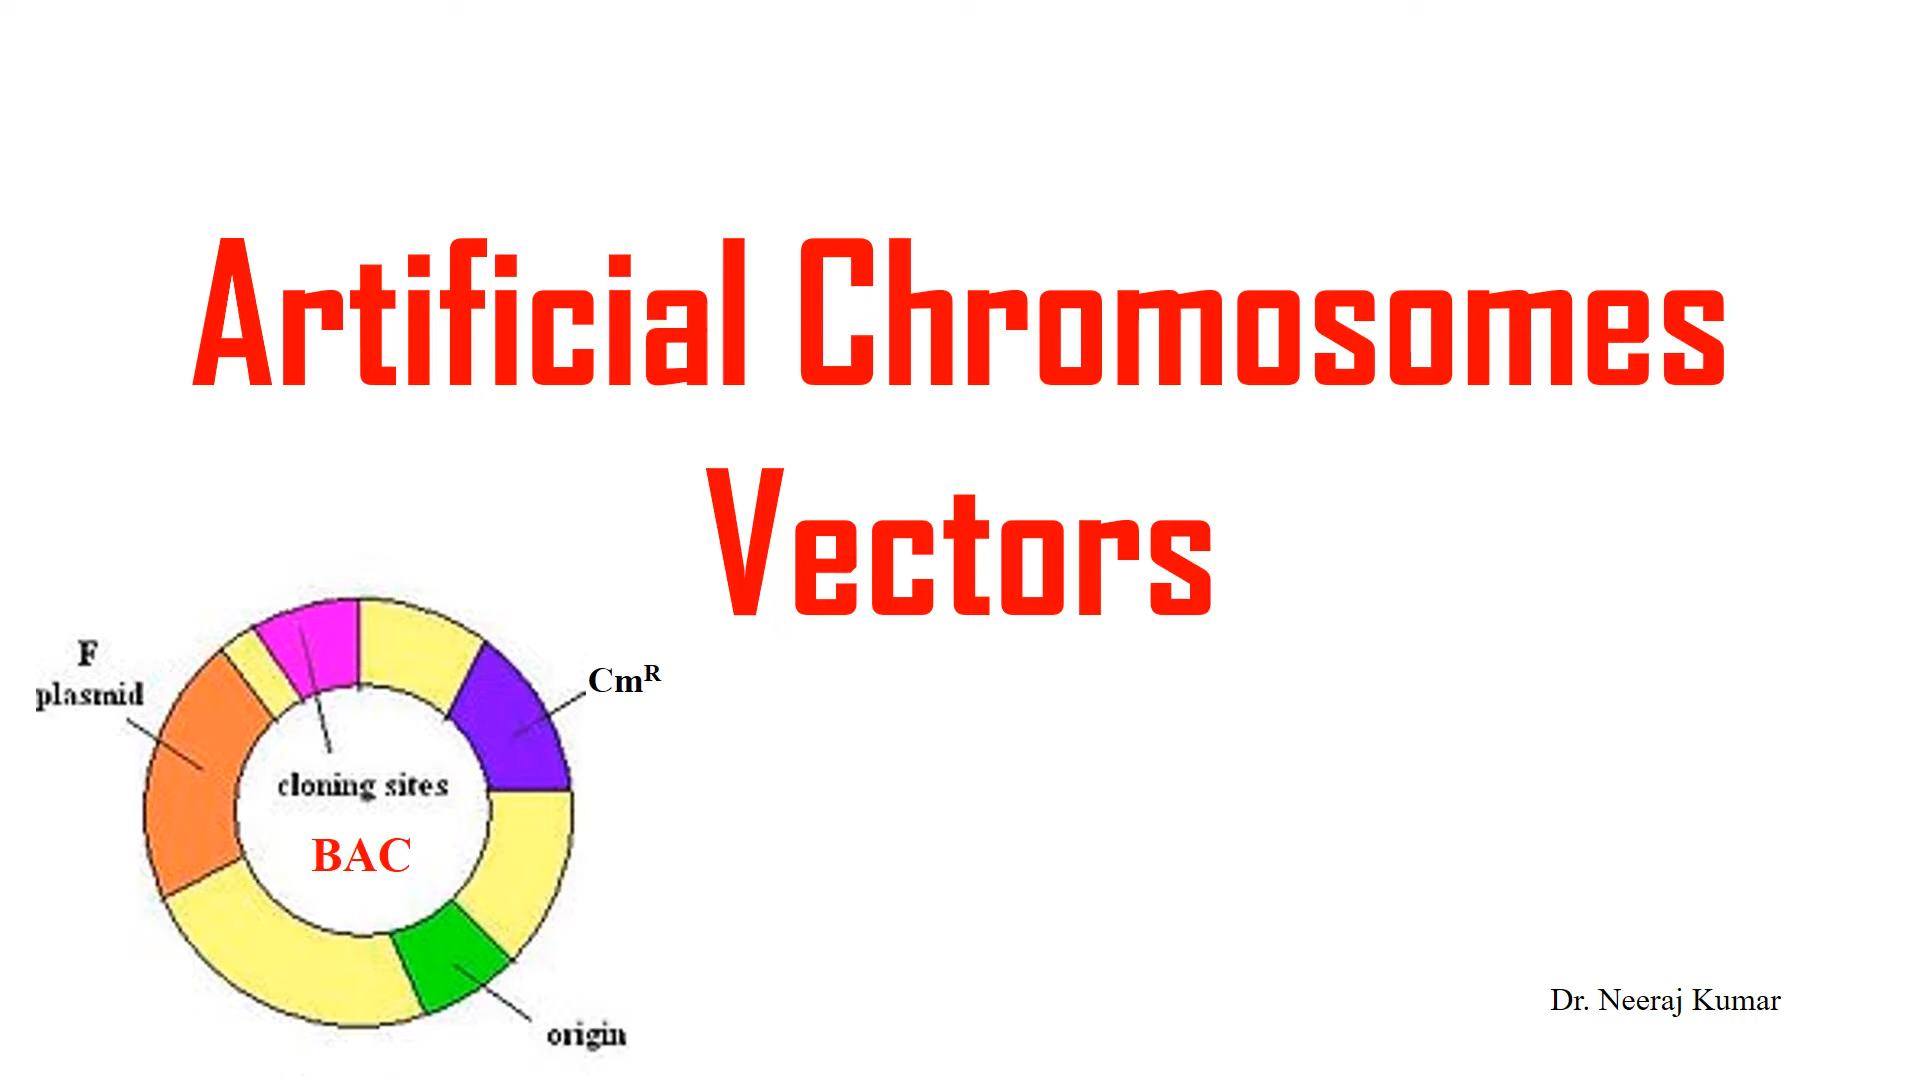 Artificial Chromosomes
Vectors
F
plasmid
Cmᴿ
cloning sites
BAC
origin
Dr. Neeraj Kumar